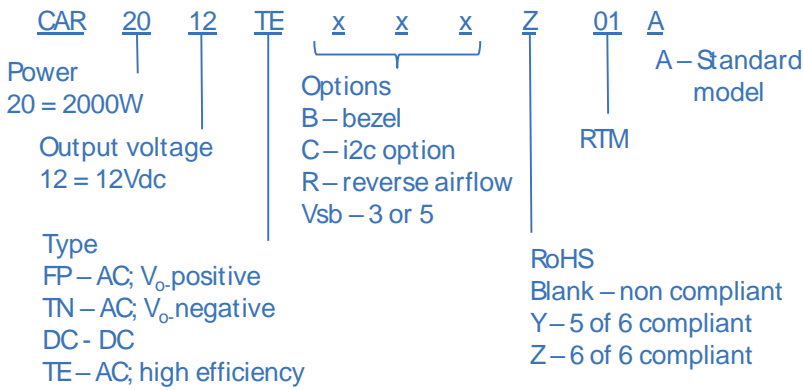 CAR 20 12 TE x x x Z 01 A
Power
20 = 2000W
Output voltage
12 = 12Vdc
Type
FP – AC; Vo- positive
TN – AC; Vo- negative
DC - DC
TE – AC; high efficiency
Options
B – bezel
C – i2c option
R – reverse airflow
Vsb – 3 or 5
RoHS
Blank – non compliant
Y – 5 of 6 compliant
Z – 6 of 6 compliant
RTM
A – Standard
model